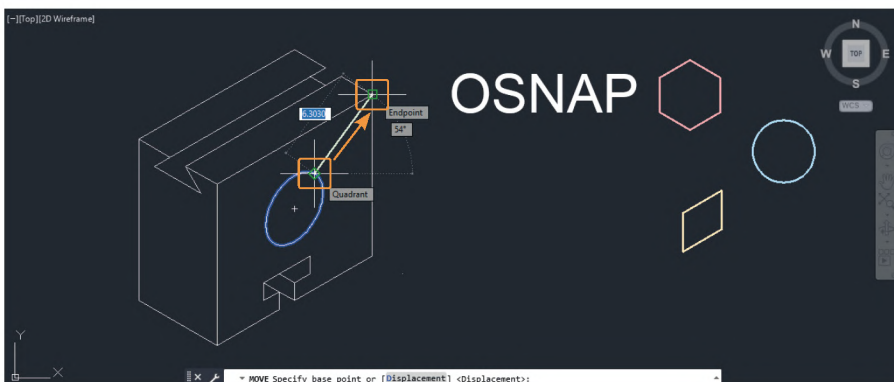 [−][Top][2D Wireframe]
OSNAP
N
W
TOP
E
S
WCS
6.3030
Endpoint
54°
Quadrant
Y
X
MOVE Specify base point or [Displacement] <Displacement>: